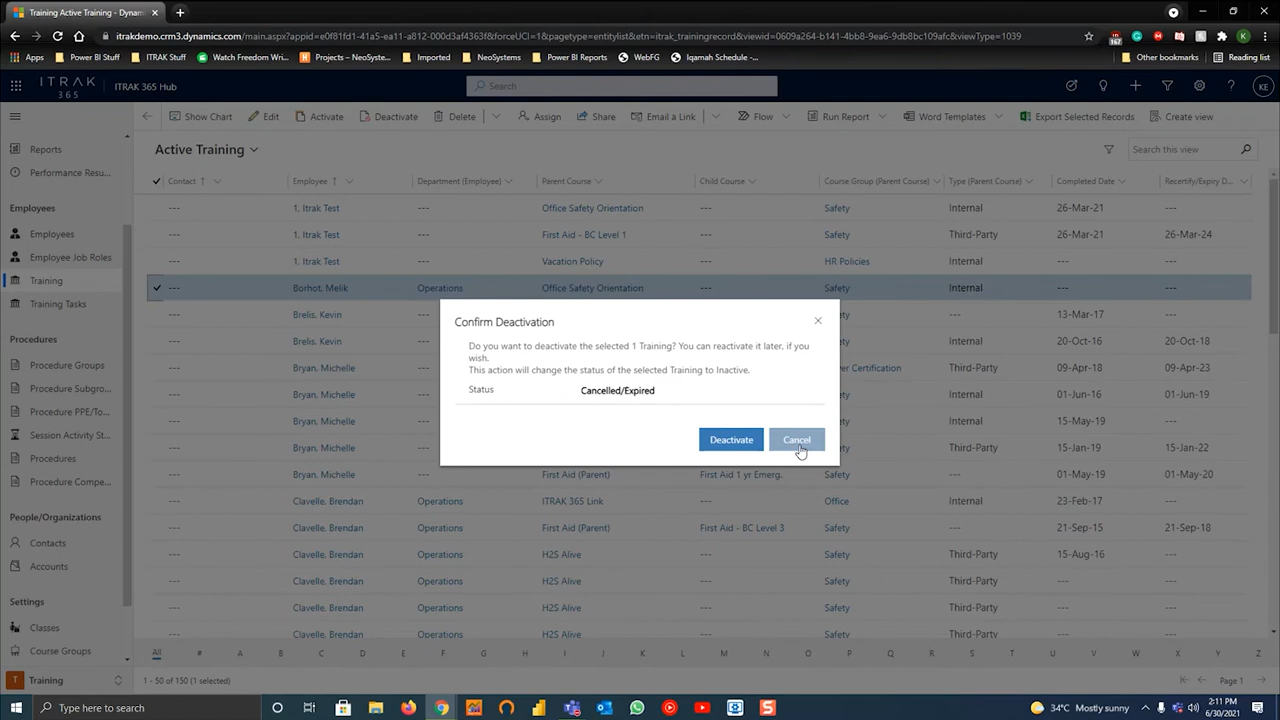 Training Active Training - Dynam
itrakdemo.crm3.dynamics.com/main.aspx?appid=e0f81fd1-41a5-ea11-a812-000d3af4363f&forceUCI=1&pagetype=entitylist&etn=itrak_trainingrecord&viewid=0609a264-b141-4bb8-9eaa-9db8bc109afc&viewType=1039
Apps Power BI Stuff ITRAK Stuff Watch Freedom Wri... Projects – NeoSyste... Imported NeoSystems Power BI Reports WebFG Iqamah Schedule -... Other bookmarks Reading list
ITRAK 365 ITRAK 365 Hub Search KE
Show Chart Edit Activate Deactivate Delete Assign Share Email a Link Flow Run Report Word Templates Export Selected Records Create view
Reports
Performance Resu...
Employees
Employees
Employee Job Roles
Training
Training Tasks
Procedures
Procedure Groups
Procedure Subgro...
Procedure PPE/To...
Session Activity St...
Procedures
Procedure Compe...
People/Organizations
Contacts
Accounts
Settings
Classes
Course Groups
Training
Active Training Search this view
Contact Employee Department (Employee) Parent Course Child Course Course Group (Parent Course) Type (Parent Course) Completed Date Recertify/Expiry D...
--- 1, Itrak Test --- Office Safety Orientation --- Safety Internal 26-Mar-21 ---
--- 1, Itrak Test --- First Aid - BC Level 1 --- Safety Third-Party 26-Mar-21 26-Mar-24
--- 1, Itrak Test --- Vacation Policy --- HR Policies Internal --- ---
--- Borhot, Melik Operations Office Safety Orientation --- Safety Internal --- ---
--- Brelis, Kevin Internal 13-Mar-17 ---
--- Brelis, Kevin Internal 20-Oct-16 20-Oct-18
--- Bryan, Michelle er Certification Internal 09-Apr-18 09-Apr-23
--- Bryan, Michelle Internal 01-Jun-16 01-Jun-19
--- Bryan, Michelle Internal 15-May-19 ---
--- Bryan, Michelle Third-Party 15-Jan-19 15-Jan-22
--- Bryan, Michelle First Aid (Parent) First Aid 1 yr Emerg. Safety --- 01-May-19 01-May-20
--- Clavelle, Brendan Operations ITRAK 365 Link --- Office Internal 23-Feb-17 ---
--- Clavelle, Brendan Operations First Aid (Parent) First Aid - BC Level 3 Safety --- 21-Sep-15 21-Sep-18
--- Clavelle, Brendan Operations H2S Alive --- Safety Third-Party 15-Aug-16 ---
--- Clavelle, Brendan Operations H2S Alive --- Safety Third-Party --- ---
--- Clavelle, Brendan Operations H2S Alive --- Safety Third-Party --- ---
--- Clavelle, Brendan Operations H2S Alive --- Safety Third-Party --- ---
Confirm Deactivation
Do you want to deactivate the selected 1 Training? You can reactivate it later, if you
wish.
This action will change the status of the selected Training to Inactive.
Status Cancelled/Expired
Deactivate Cancel
All # A B C D E F G H I J K L M N O P Q R S T U V W X Y Z
1 - 50 of 150 (1 selected) Page 1
Type here to search 34°C Mostly sunny 2:11 PM
6/30/2021